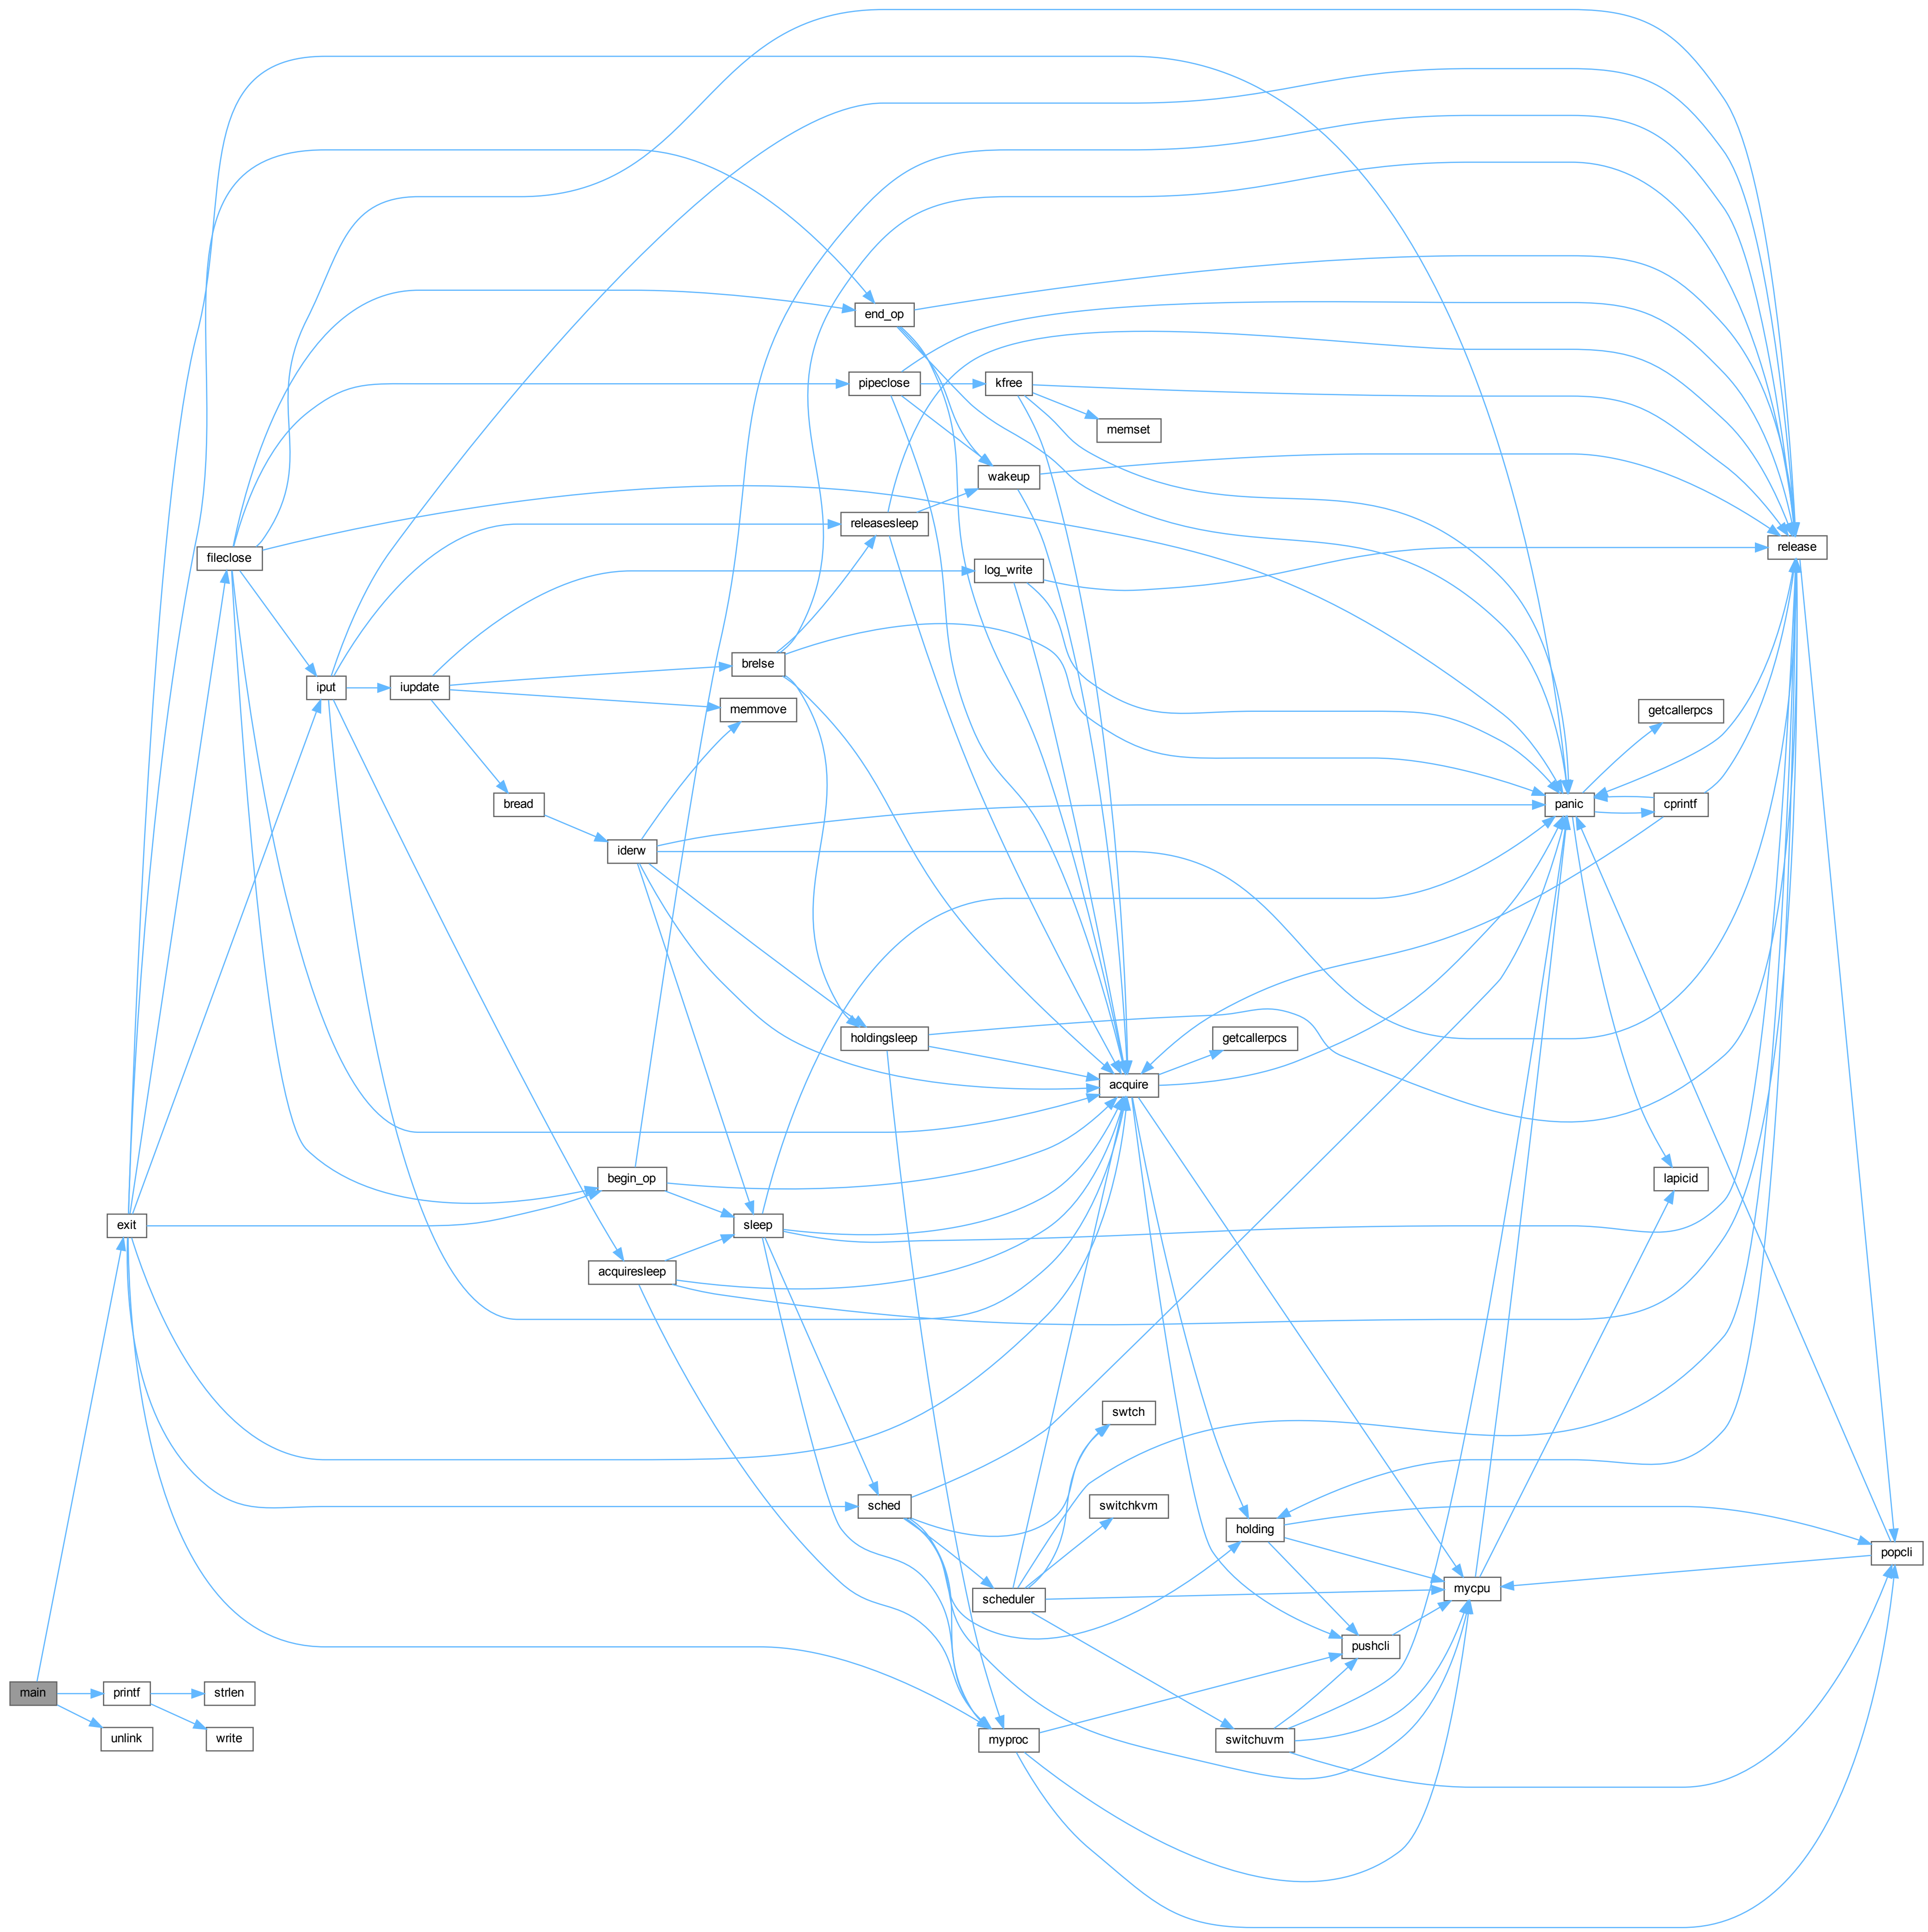 end_op
pipeclose
kfree
memset
wakeup
releasesleep
fileclose
release
log_write
brelse
iput
iupdate
memmove
getcallerpcs
bread
panic
cprintf
iderw
holdingsleep
getcallerpcs
acquire
begin_op
lapicid
exit
sleep
acquiresleep
swtch
sched
switchkvm
holding
popcli
scheduler
mycpu
pushcli
main
printf
strlen
unlink
write
myproc
switchuvm